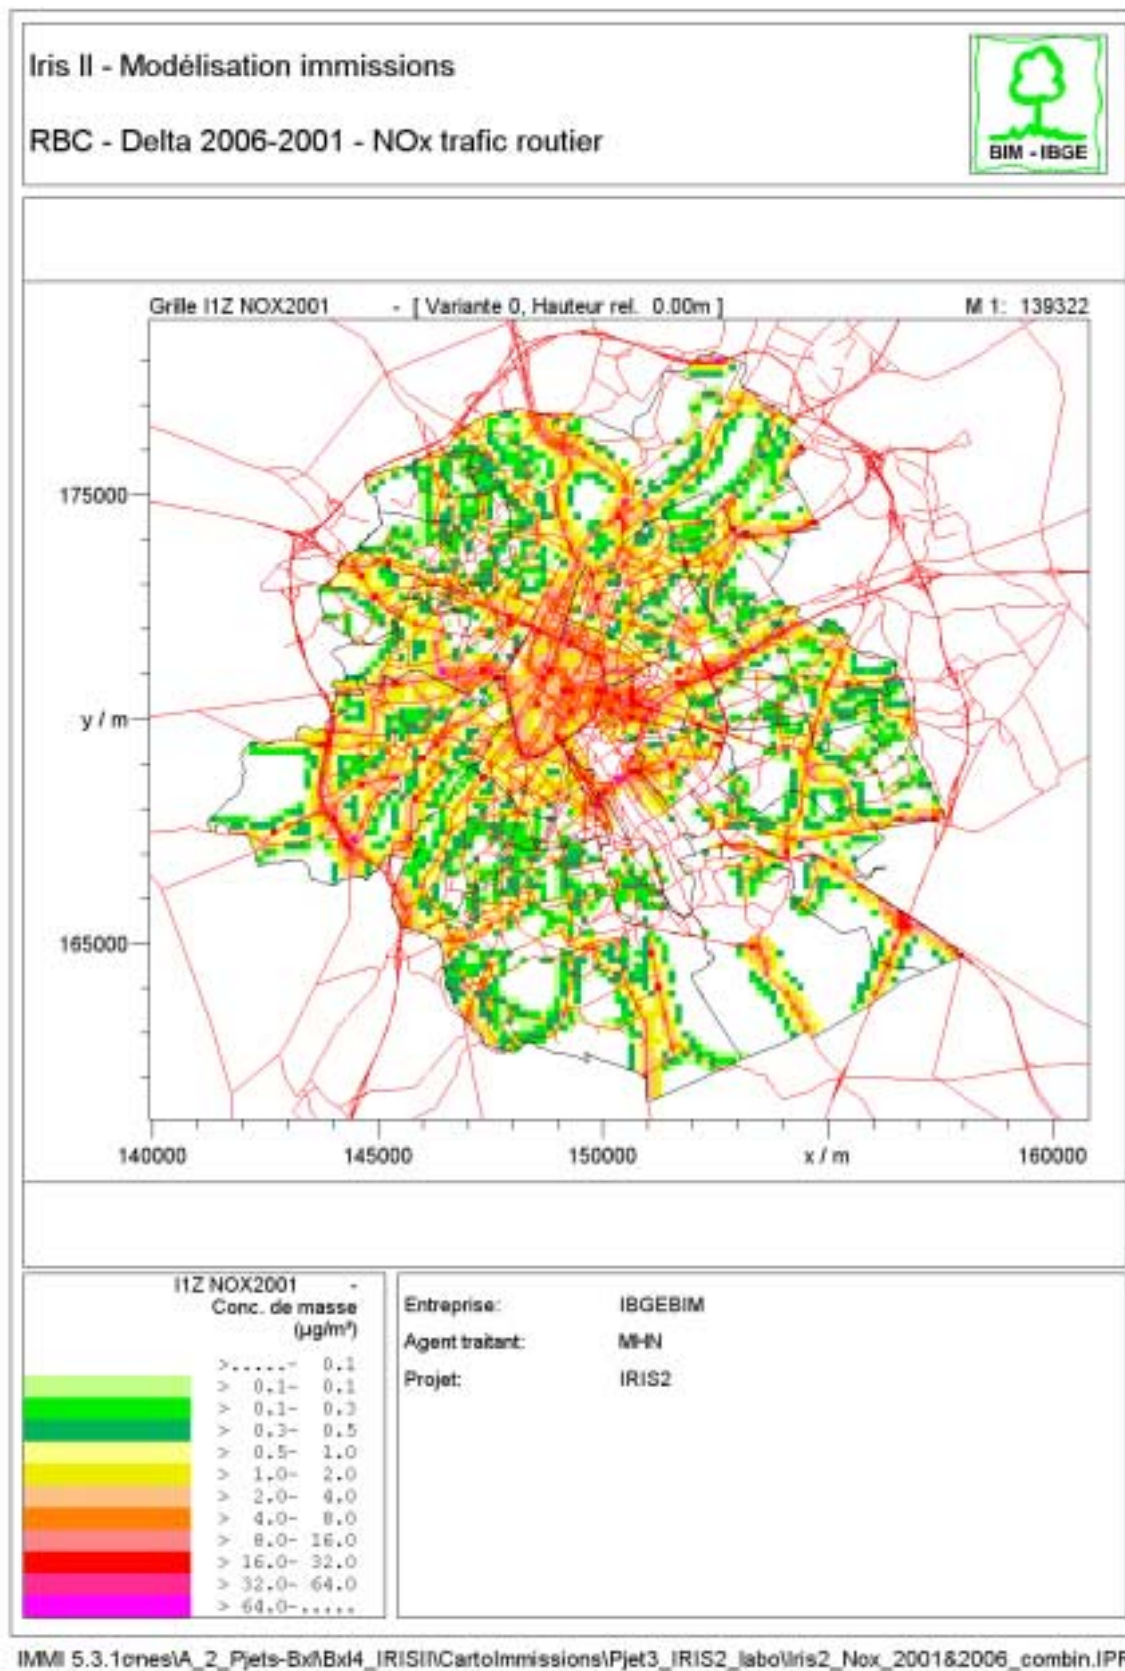 Iris II - Modélisation immissions
RBC - Delta 2006-2001 - NOx trafic routier
BIM - IBGE
Grille I1Z NOX2001 - [ Variante 0, Hauteur rel. 0.00m ] M 1: 139322
175000
y / m
165000
140000 145000 150000 x / m 160000
I1Z NOX2001 -
Conc. de masse
(µg/m³)
>.....- 0.1
> 0.1- 0.1
> 0.1- 0.3
> 0.3- 0.5
> 0.5- 1.0
> 1.0- 2.0
> 2.0- 4.0
> 4.0- 8.0
> 8.0- 16.0
> 16.0- 32.0
> 32.0- 64.0
> 64.0-.....
Entreprise: IBGEBIM
Agent traitant: MHN
Projet: IRIS2
IMMI 5.3.1\A_2_Pjets-Bxl\Bxl4_IRISII\CartoImmissions\Pjet3_IRIS2_labo\Iris2_Nox_2001&2006_combin.IPR